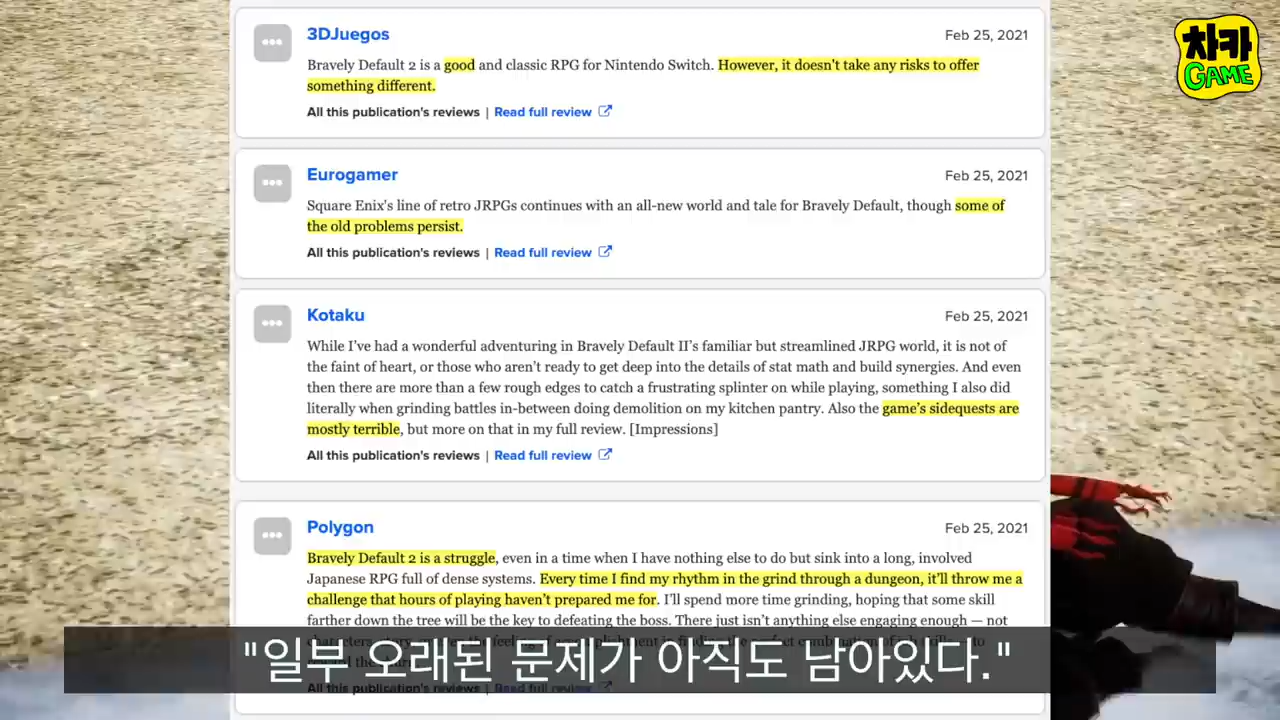 차카
GAME
3DJuegos
Feb 25, 2021
Bravely Default 2 is a good and classic RPG for Nintendo Switch. However, it doesn't take any risks to offer
something different.
All this publication's reviews | Read full review
Eurogamer
Feb 25, 2021
Square Enix's line of retro JRPGs continues with an all-new world and tale for Bravely Default, though some of
the old problems persist.
All this publication's reviews | Read full review
Kotaku
Feb 25, 2021
While I've had a wonderful adventuring in Bravely Default II’s familiar but streamlined JRPG world, it is not of
the faint of heart, or those who aren’t ready to get deep into the details of stat math and build synergies. And even
then there are more than a few rough edges to catch a frustrating splinter on while playing, something I also did
literally when grinding battles in-between doing demolition on my kitchen pantry. Also the game’s sidequests are
mostly terrible, but more on that in my full review. [Impressions]
All this publication's reviews | Read full review
Polygon
Feb 25, 2021
Bravely Default 2 is a struggle, even in a time when I have nothing else to do but sink into a long, involved
Japanese RPG full of dense systems. Every time I find my rhythm in the grind through a dungeon, it’ll throw me a
challenge that hours of playing haven’t prepared me for. I’ll spend more time grinding, hoping that some skill
farther down the tree will be the key to defeating the boss. There just isn’t anything else engaging enough — not
"일부 오래된 문제가 아직도 남아있다."
All this publication's reviews | Read full review